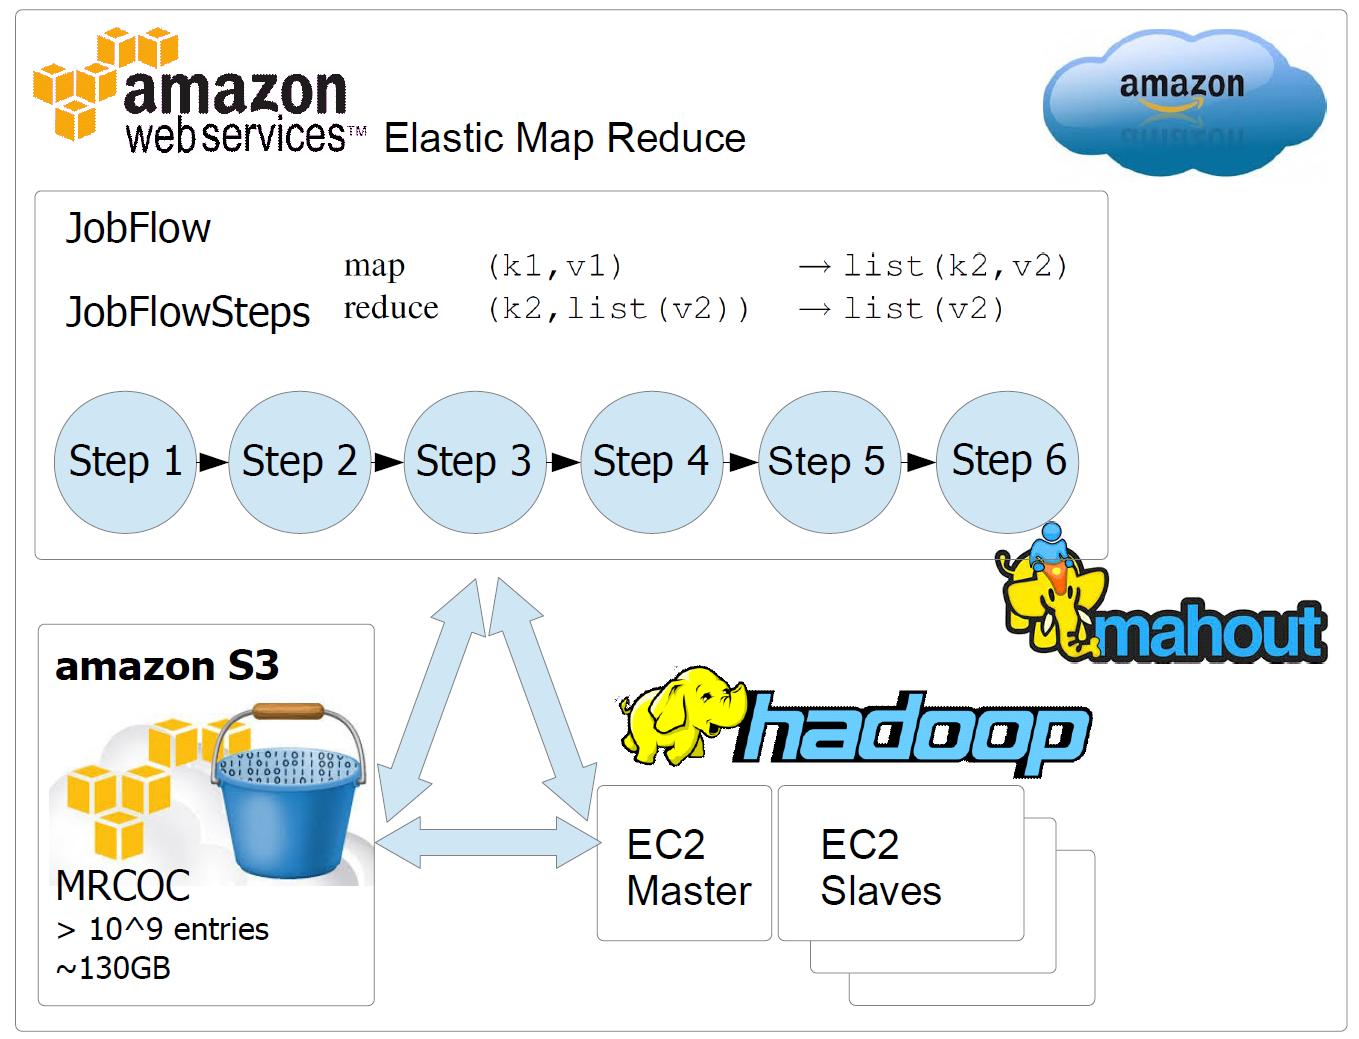 amazon
webservices™ Elastic Map Reduce
amazon
JobFlow
map (k1,v1) → list(k2,v2)
JobFlowSteps reduce (k2,list(v2)) → list(v2)
Step 1 Step 2 Step 3 Step 4 Step 5 Step 6
mahout
amazon S3
hadoop
EC2
Master
EC2
Slaves
MRCOC
> 10^9 entries
~130GB